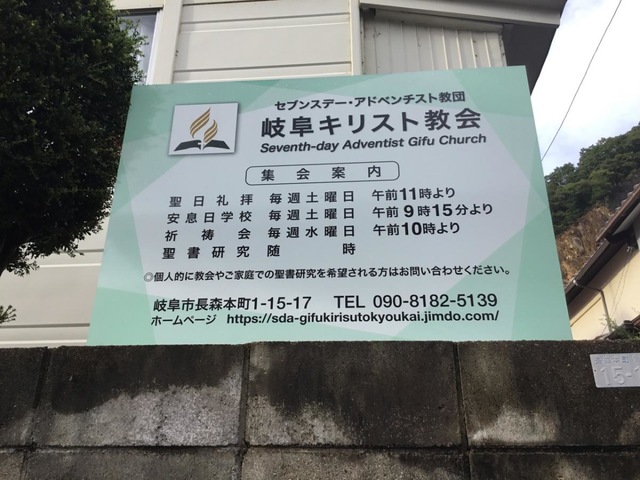 セブンスデー・アドベンチスト教団
岐阜キリスト教会
Seventh-day Adventist Gifu Church
集会案内
聖日礼拝 毎週土曜日 午前11時より
安息日学校 毎週土曜日 午前9時15分より
祈祷会 毎週水曜日 午前10時より
聖書研究 随時
◎個人的に教会やご家庭での聖書研究を希望される方はお問い合わせください。
岐阜市長森本町1-15-17 TEL 090-8182-5139
ホームページ https://sda-gifukirisutokyoukai.jimdo.com/